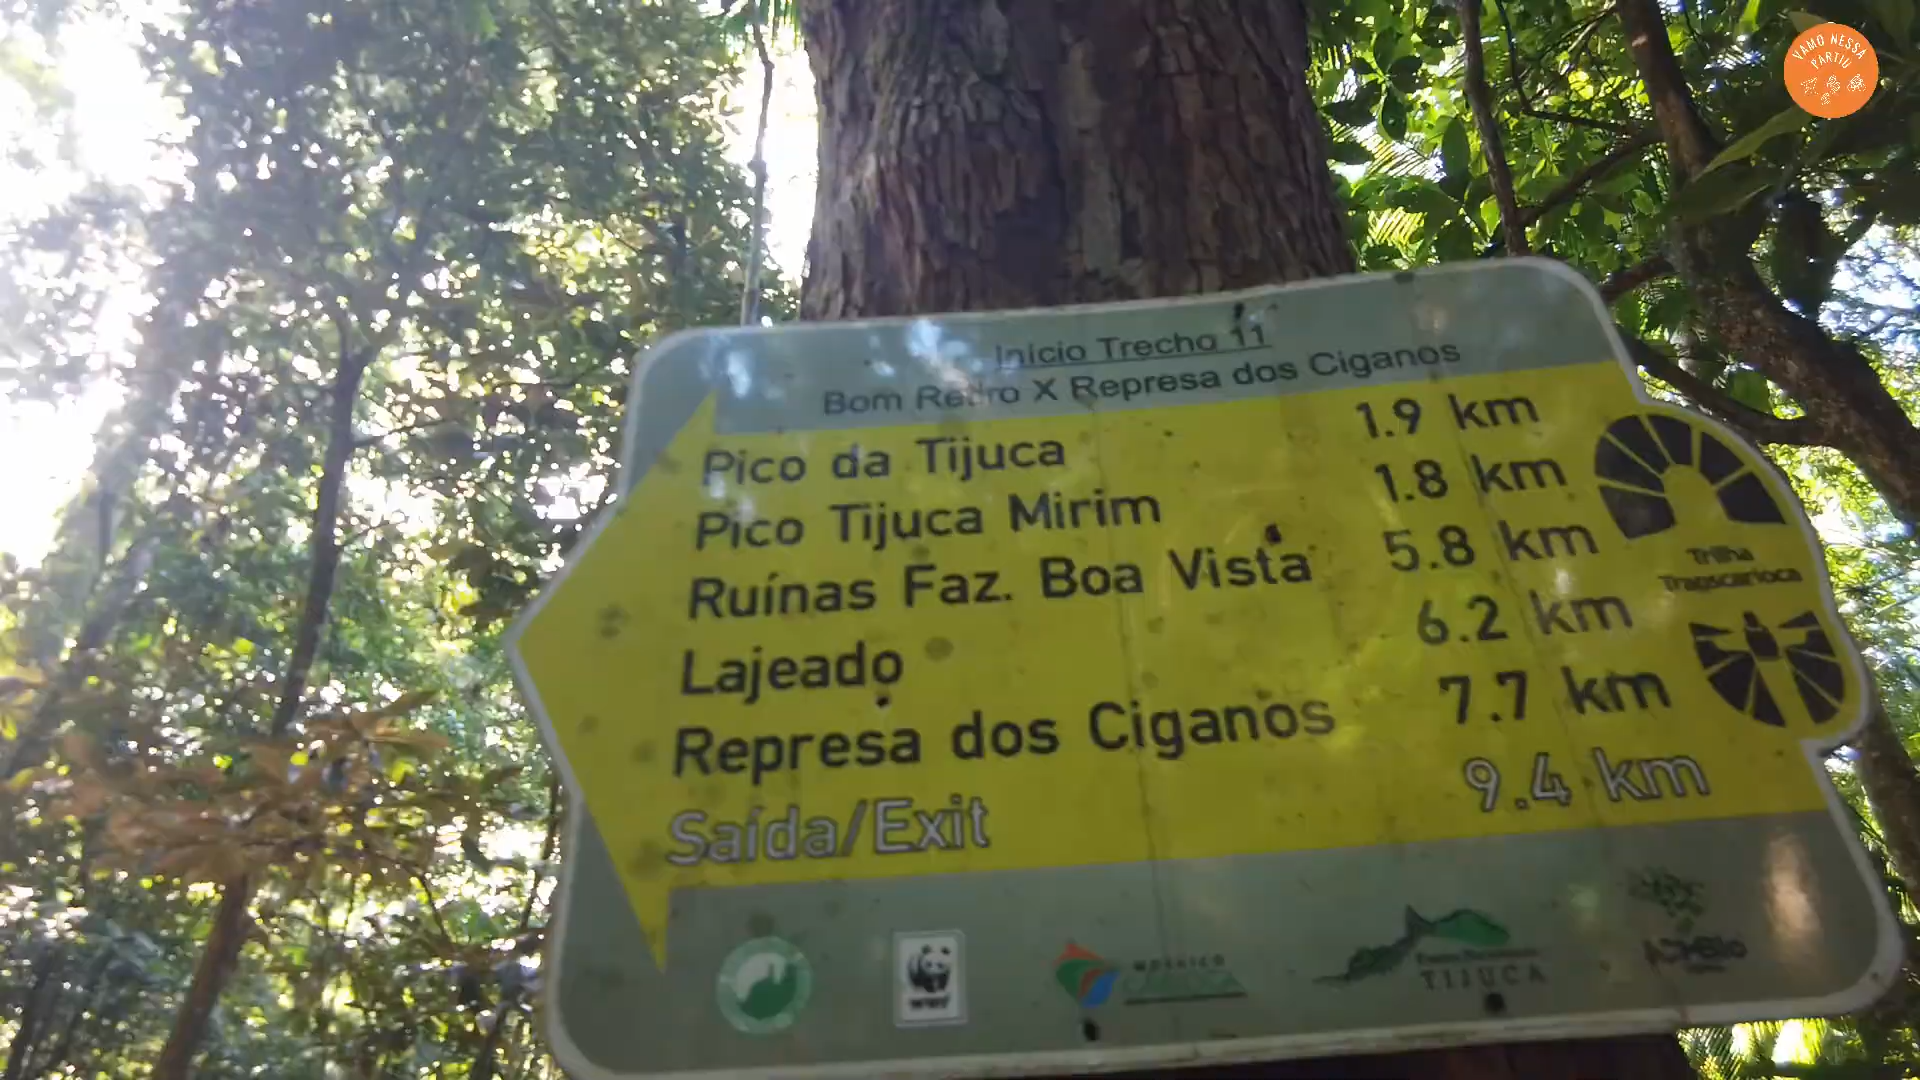 VAMO NESSA
PARTIU
Início Trecho 11
Bom Retiro X Represa dos Ciganos
Pico da Tijuca 1.9 km
Pico Tijuca Mirim 1.8 km
Ruínas Faz. Boa Vista 5.8 km
Lajeado 6.2 km
Represa dos Ciganos 7.7 km
Saída/Exit 9.4 km
Trilha
Transcarioca
WWF
MOSAICO
CARIOCA
TIJUCA